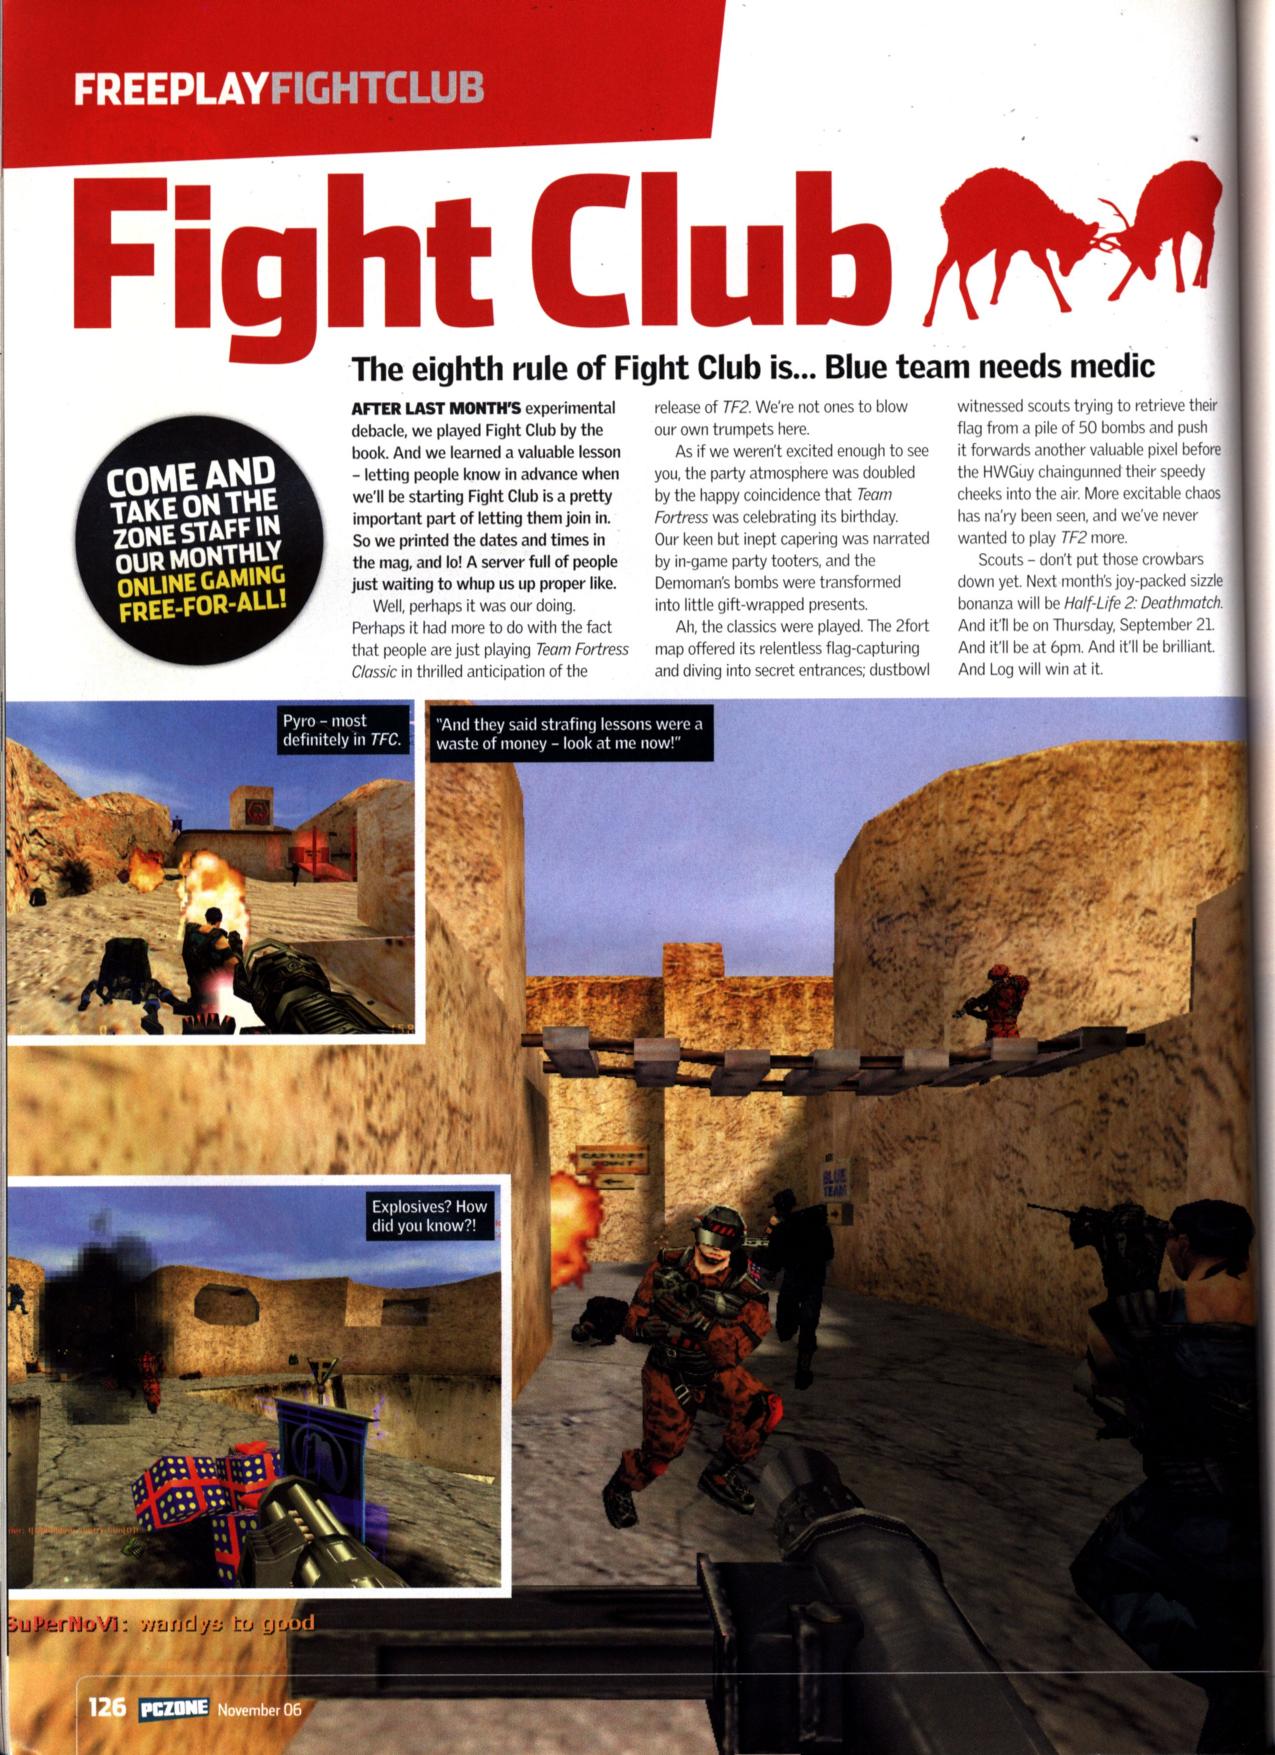 FREEPLAYFIGHTCLUB
Fight Club
The eighth rule of Fight Club is... Blue team needs medic
COME AND
TAKE ON THE
ZONE STAFF IN
OUR MONTHLY
ONLINE GAMING
FREE-FOR-ALL!
AFTER LAST MONTH'S experimental
debacle, we played Fight Club by the
book. And we learned a valuable lesson
– letting people know in advance when
we'll be starting Fight Club is a pretty
important part of letting them join in.
So we printed the dates and times in
the mag, and lo! A server full of people
just waiting to whup us up proper like.
Well, perhaps it was our doing.
Perhaps it had more to do with the fact
that people are just playing Team Fortress
Classic in thrilled anticipation of the
release of TF2. We're not ones to blow
our own trumpets here.
As if we weren't excited enough to see
you, the party atmosphere was doubled
by the happy coincidence that Team
Fortress was celebrating its birthday.
Our keen but inept capering was narrated
by in-game party tooters, and the
Demoman's bombs were transformed
into little gift-wrapped presents.
Ah, the classics were played. The 2fort
map offered its relentless flag-capturing
and diving into secret entrances; dustbowl
witnessed scouts trying to retrieve their
flag from a pile of 50 bombs and push
it forwards another valuable pixel before
the HWGuy chaingunned their speedy
cheeks into the air. More excitable chaos
has na'ry been seen, and we've never
wanted to play TF2 more.
Scouts – don't put those crowbars
down yet. Next month's joy-packed sizzle
bonanza will be Half-Life 2: Deathmatch.
And it'll be on Thursday, September 21.
And it'll be at 6pm. And it'll be brilliant.
And Log will win at it.
Pyro – most
definitely in TFC.
"And they said strafing lessons were a
waste of money – look at me now!"
CAPTURE
POINT
BLUE
TEAM
Explosives? How
did you know?!
SuPerNoVi: wandys to good
126 PCZONE November 06